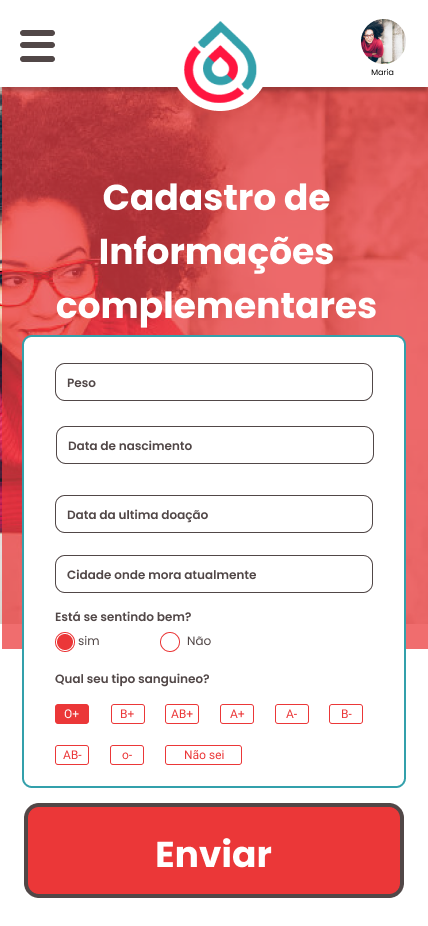 Maria
Cadastro de
Informações
complementares
Peso
Data de nascimento
Data da ultima doação
Cidade onde mora atualmente
Está se sentindo bem?
sim Não
Qual seu tipo sanguineo?
O+ B+ AB+ A+ A- B-
AB- o- Não sei
Enviar